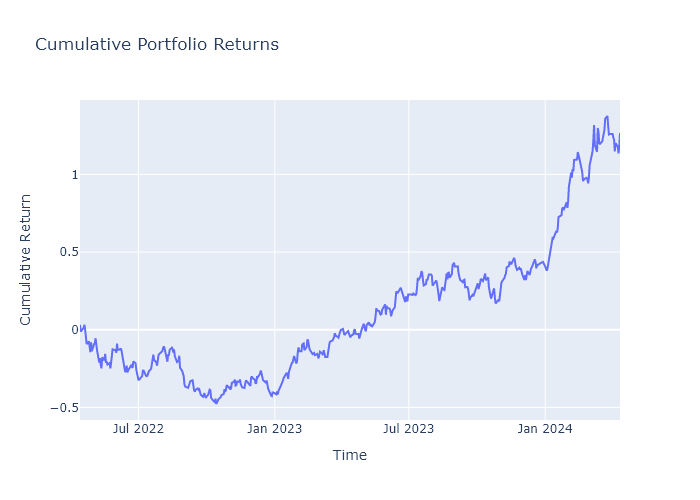 Cumulative Portfolio Returns
1
0.5
0
−0.5
Cumulative Return
Jul 2022
Jan 2023
Jul 2023
Jan 2024
Time